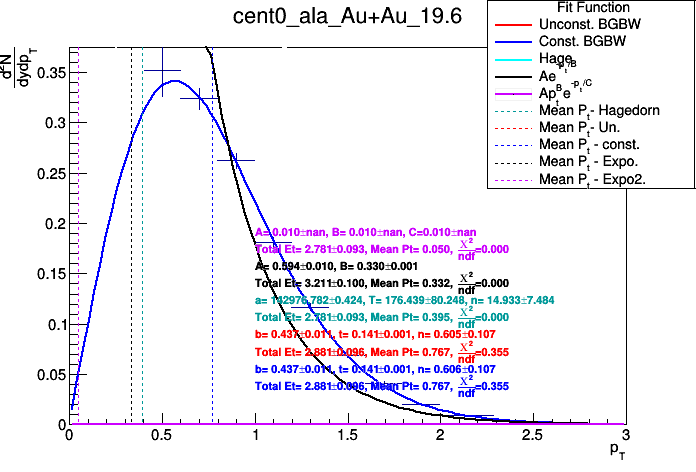 cent0_ala_Au+Au_19.6
Fit Function
Unconst. BGBW
Const. BGBW
Hage
Ae^-p_t/B
Ap_t^B e^-p_t/C
Mean P_t- Hagedorn
Mean P_t- Un.
Mean P_t - const.
Mean P_t - Expo.
Mean P_t - Expo2.
d²N
dydp_T
0.35
0.3
0.25
0.2
0.15
0.1
0.05
0
A= 0.010±nan, B= 0.010±nan, C=0.010±nan
Total Et= 2.781±0.093, Mean Pt= 0.050, X²/ndf=0.000
A= 0.594±0.010, B= 0.330±0.001
Total Et= 3.211±0.100, Mean Pt= 0.332, X²/ndf=0.000
a= 132976.782±0.424, T= 176.439±80.248, n= 14.933±7.484
Total Et= 2.781±0.093, Mean Pt= 0.395, X²/ndf=0.000
b= 0.437±0.011, t= 0.141±0.001, n= 0.605±0.107
Total Et= 2.881±0.096, Mean Pt= 0.767, X²/ndf=0.355
b= 0.437±0.011, t= 0.141±0.001, n= 0.606±0.107
Total Et= 2.881±0.096, Mean Pt= 0.767, X²/ndf=0.355
0 0.5 1 1.5 2 2.5 3
p_T